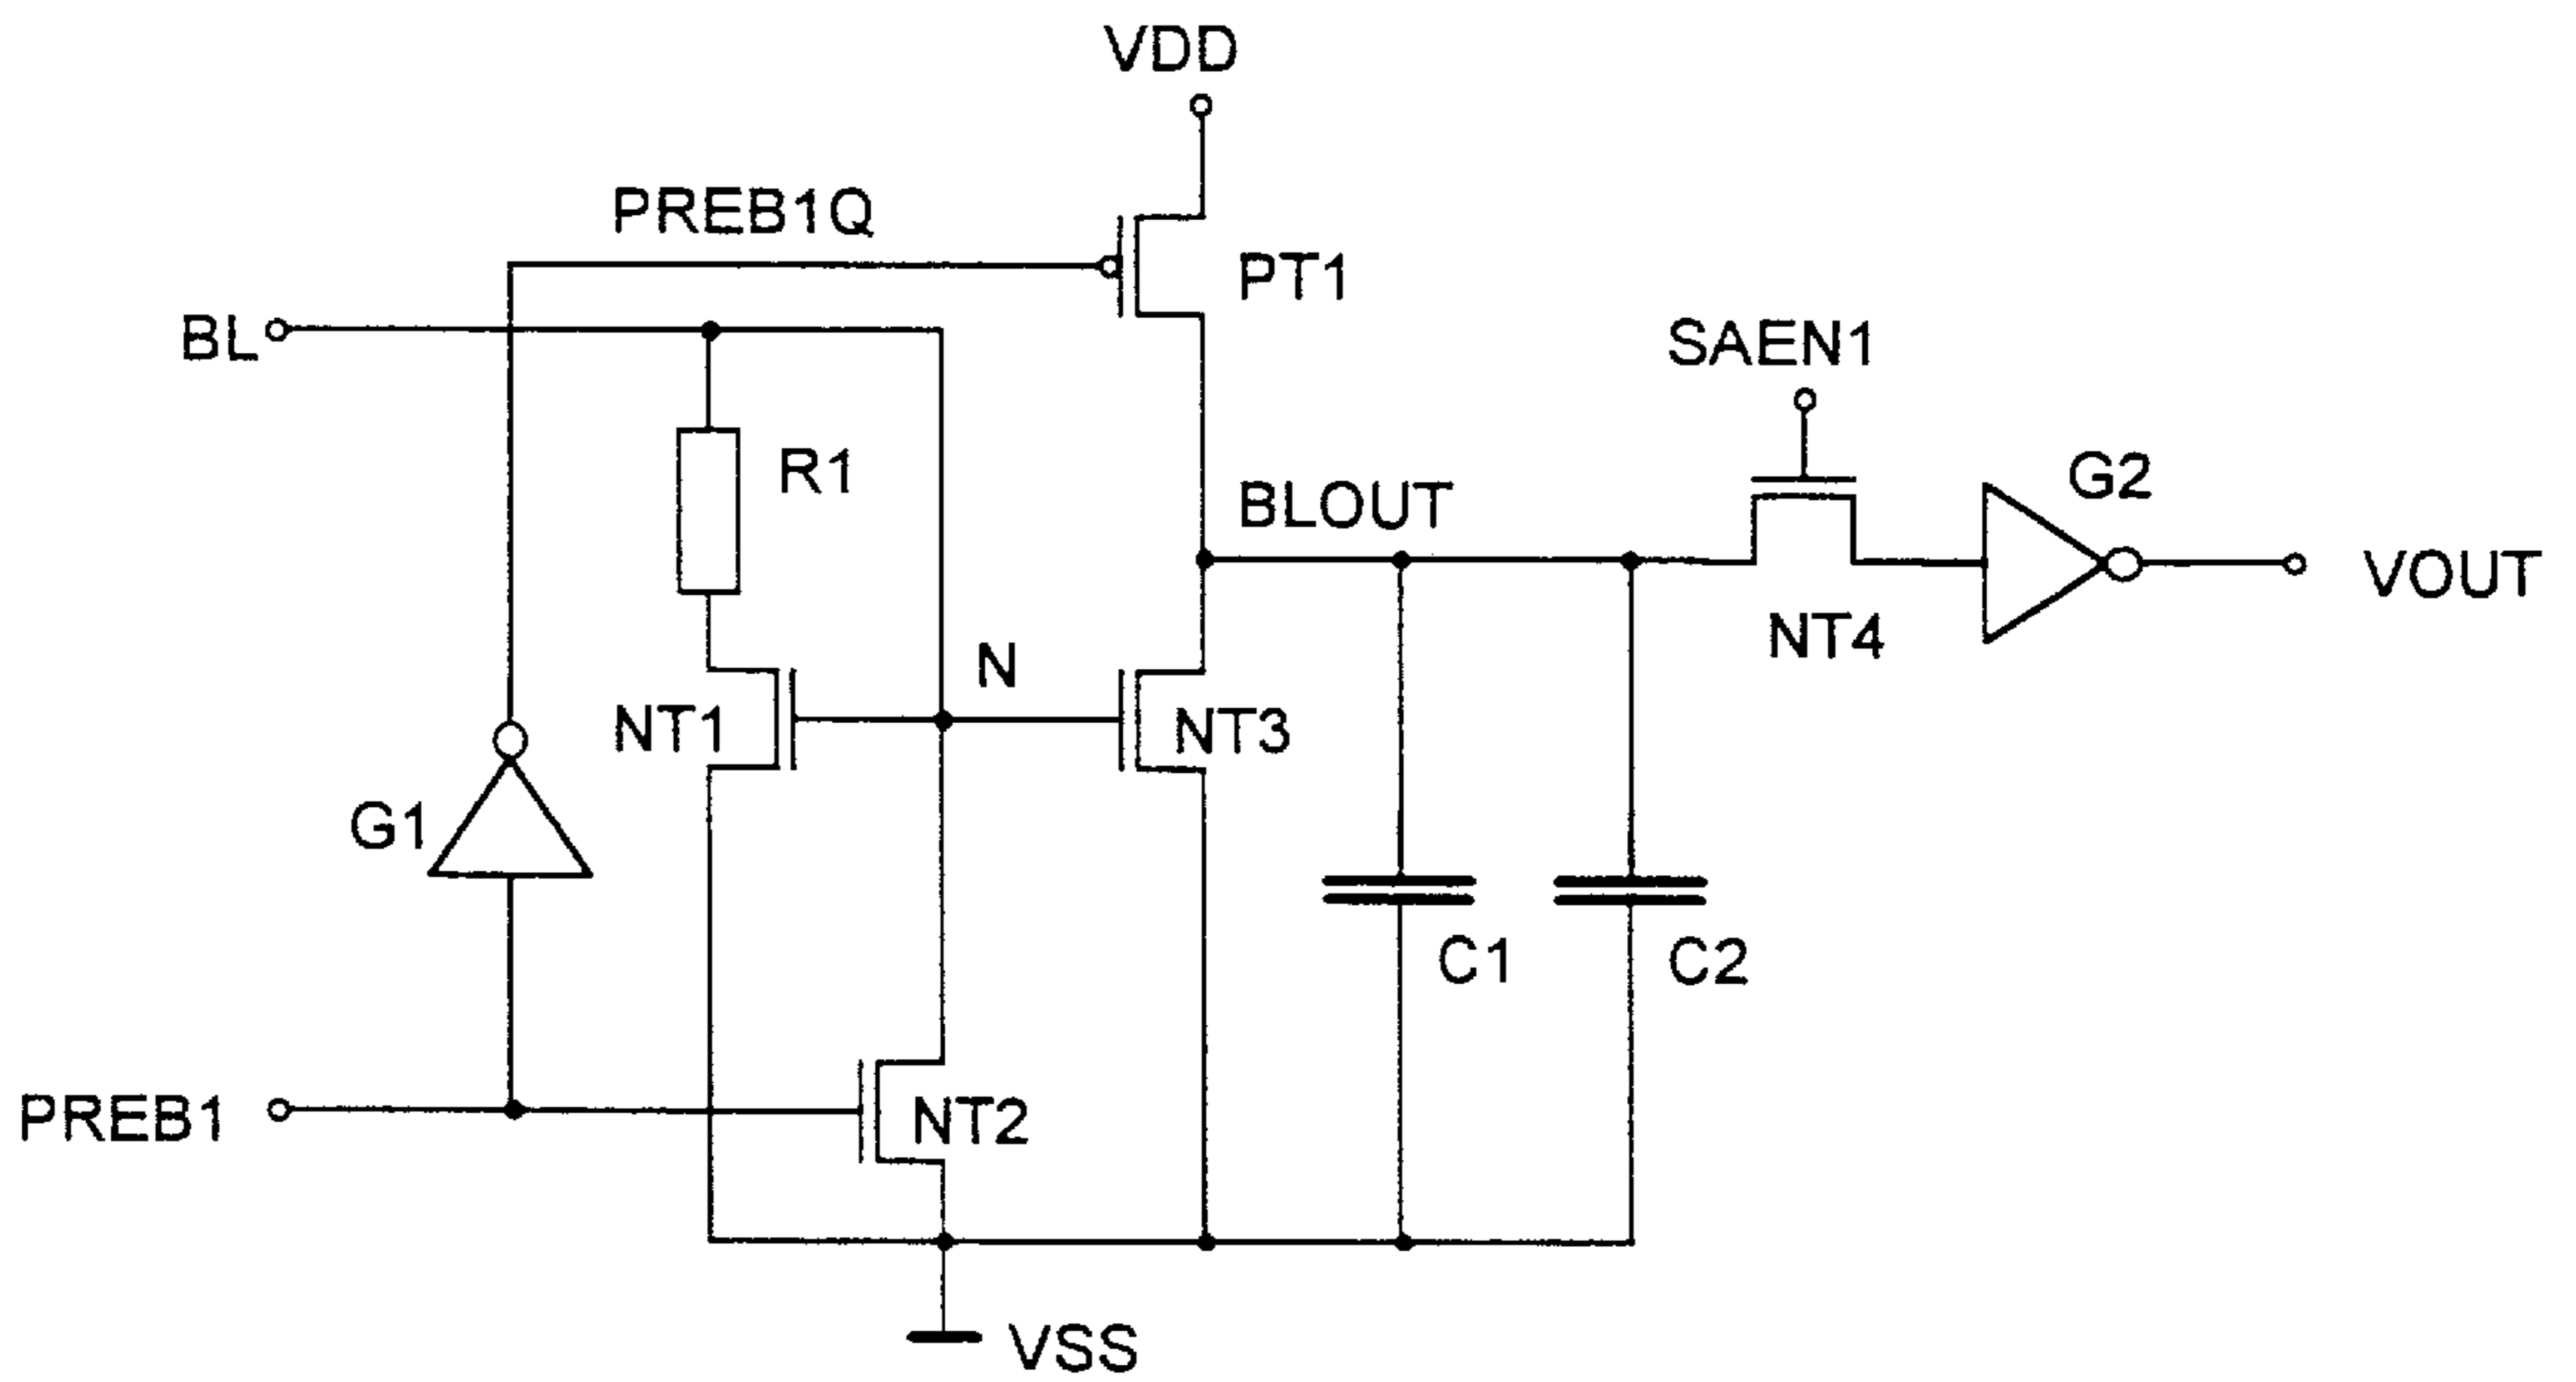 VDD
PREB1Q
PT1
BL
SAEN1
R1
G2
BLOUT
VOUT
N
NT4
NT1
NT3
G1
C1
C2
PREB1
NT2
VSS